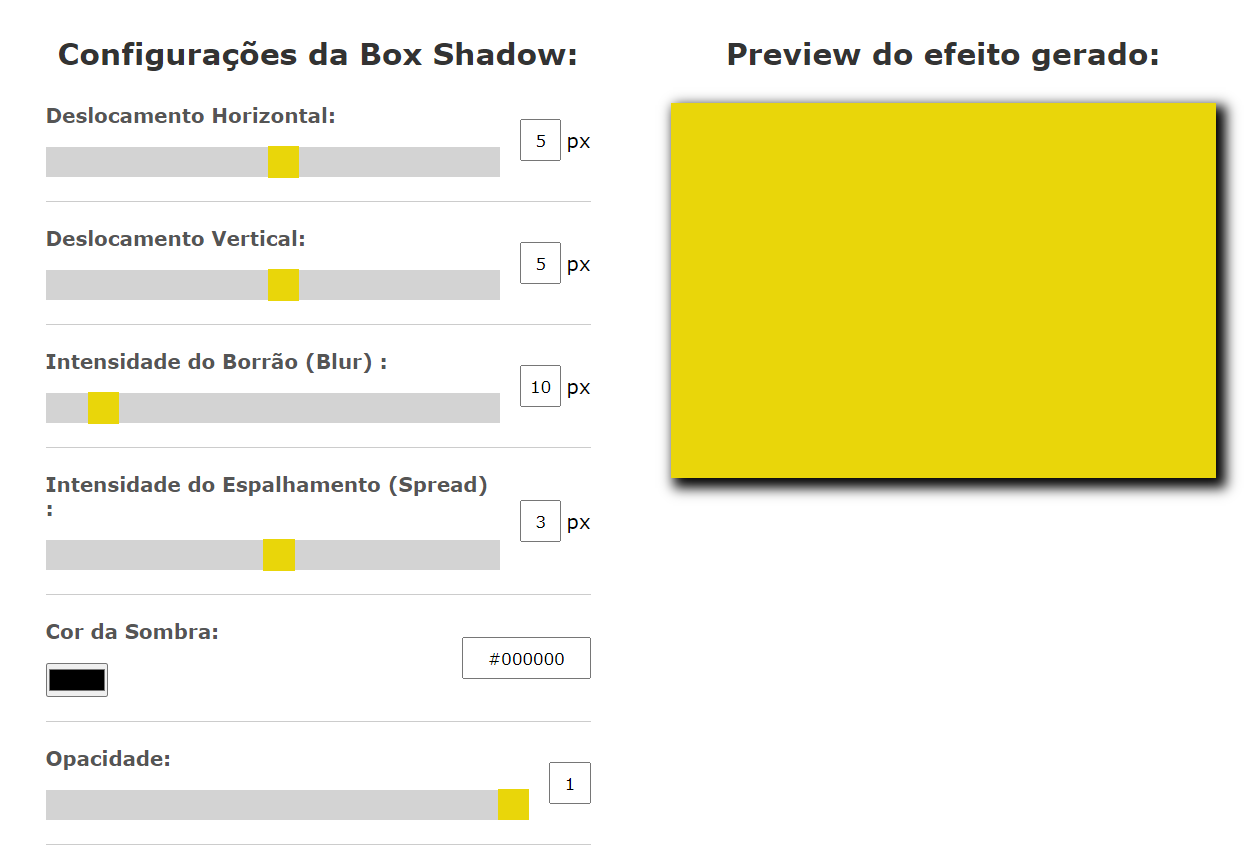 Configurações da Box Shadow:
Deslocamento Horizontal:
5 px
Deslocamento Vertical:
5 px
Intensidade do Borrão (Blur) :
10 px
Intensidade do Espalhamento (Spread)
:
3 px
Cor da Sombra:
#000000
Opacidade:
1
Preview do efeito gerado: